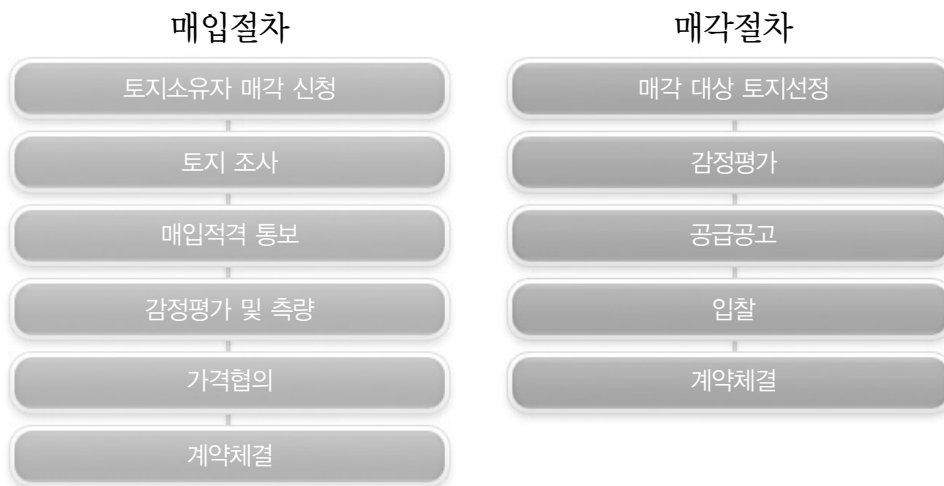 매입절차
토지소유자 매각 신청
토지 조사
매입적격 통보
감정평가 및 측량
가격협의
계약체결
매각절차
매각 대상 토지선정
감정평가
공급공고
입찰
계약체결